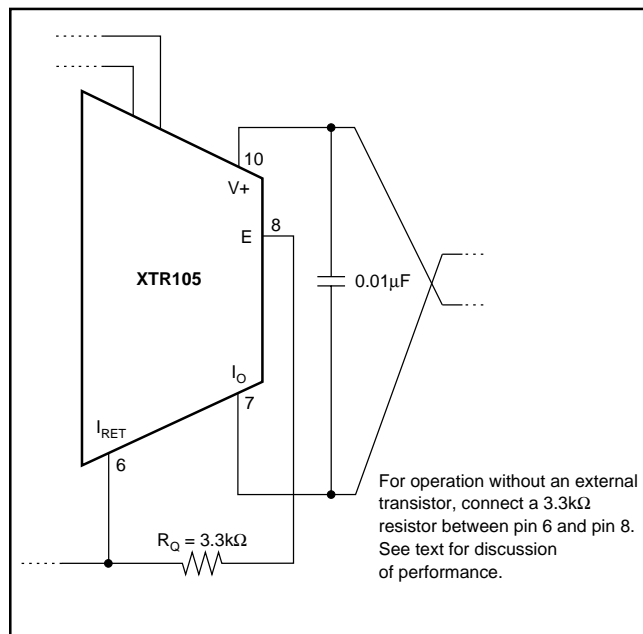 10
V+
8
E
XTR105
0.01μF
I_O
7
I_RET
6
R_Q = 3.3kΩ
For operation without an external
transistor, connect a 3.3kΩ
resistor between pin 6 and pin 8.
See text for discussion
of performance.